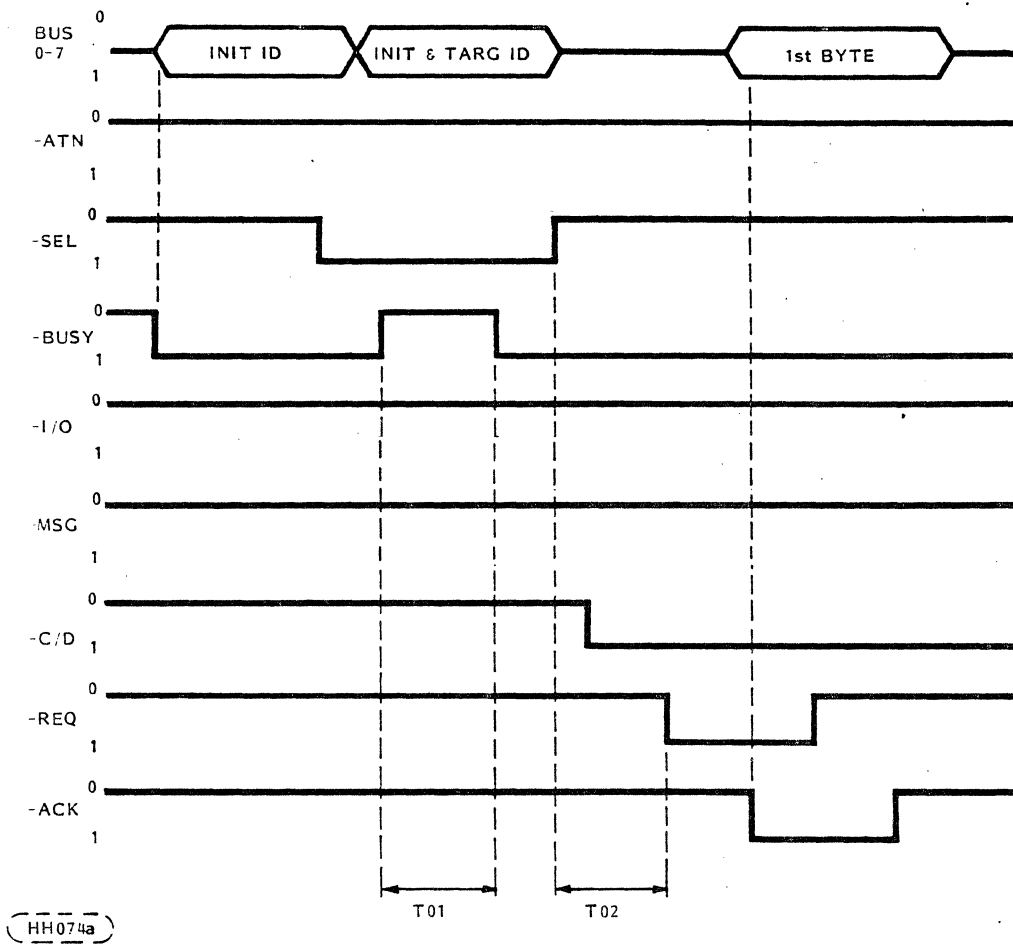 0
BUS
0-7
1
INIT ID
INIT & TARG ID
1st BYTE
0
-ATN
1
0
-SEL
1
0
-BUSY
1
0
-I/O
1
0
-MSG
1
0
-C/D
1
0
-REQ
1
0
-ACK
1
T01
T02
HH074a